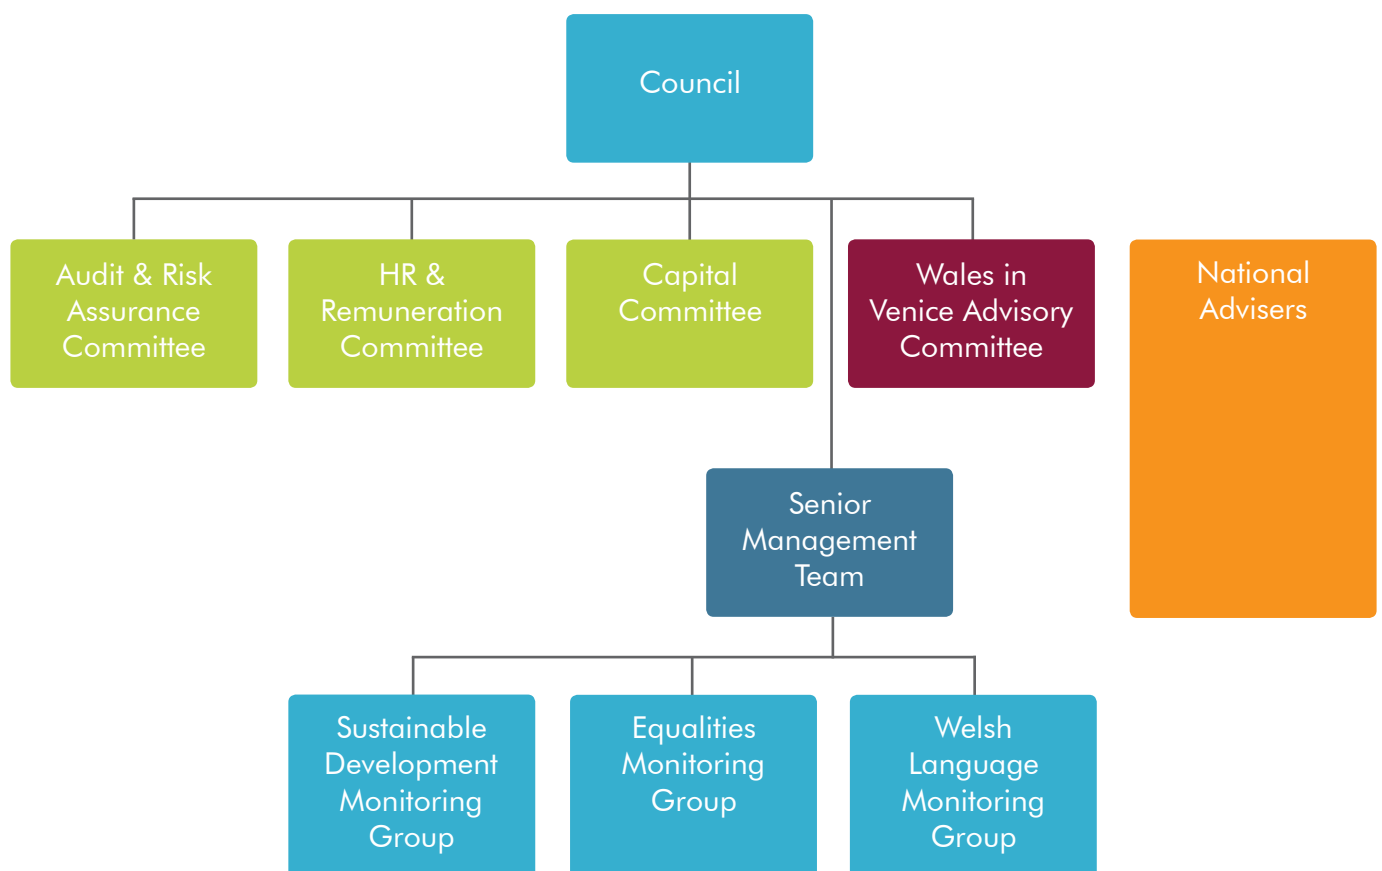 Council
Audit & Risk
Assurance
Committee
HR &
Remuneration
Committee
Capital
Committee
Wales in
Venice Advisory
Committee
National
Advisers
Senior
Management
Team
Sustainable
Development
Monitoring
Group
Equalities
Monitoring
Group
Welsh
Language
Monitoring
Group